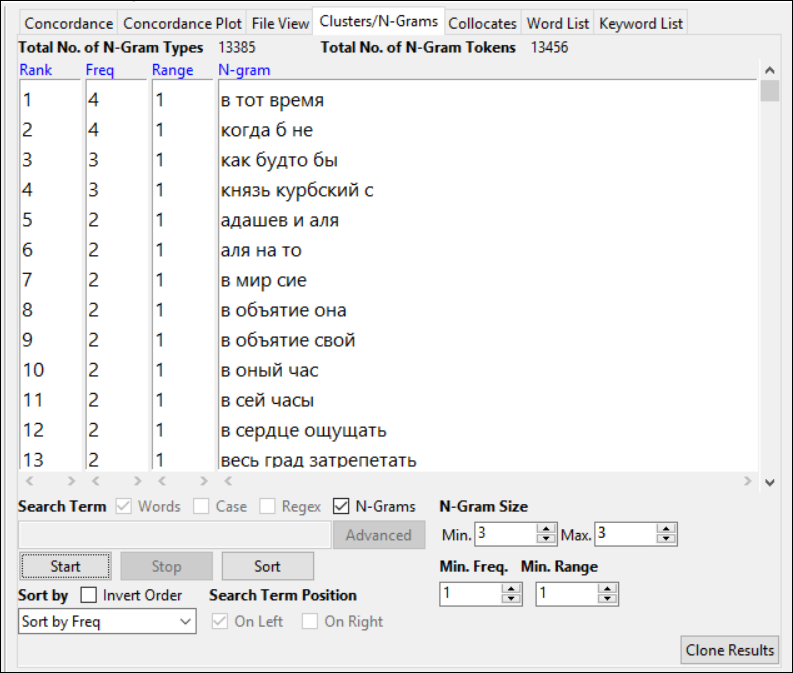 Concordance Concordance Plot File View Clusters/N-Grams Collocates Word List Keyword List
Total No. of N-Gram Types 13385 Total No. of N-Gram Tokens 13456
Rank Freq Range N-gram
1 4 1 в тот время
2 4 1 когда б не
3 3 1 как будто бы
4 3 1 князь курбский с
5 2 1 адашев и аля
6 2 1 аля на то
7 2 1 в мир сие
8 2 1 в объятие она
9 2 1 в объятие свой
10 2 1 в оный час
11 2 1 в сей часы
12 2 1 в сердце ощущать
13 2 1 весь град затрепетать
Search Term Words Case Regex N-Grams N-Gram Size
Advanced Min. 3 Max. 3
Start Stop Sort Min. Freq. Min. Range
Sort by Invert Order Search Term Position 1 1
Sort by Freq On Left On Right
Clone Results